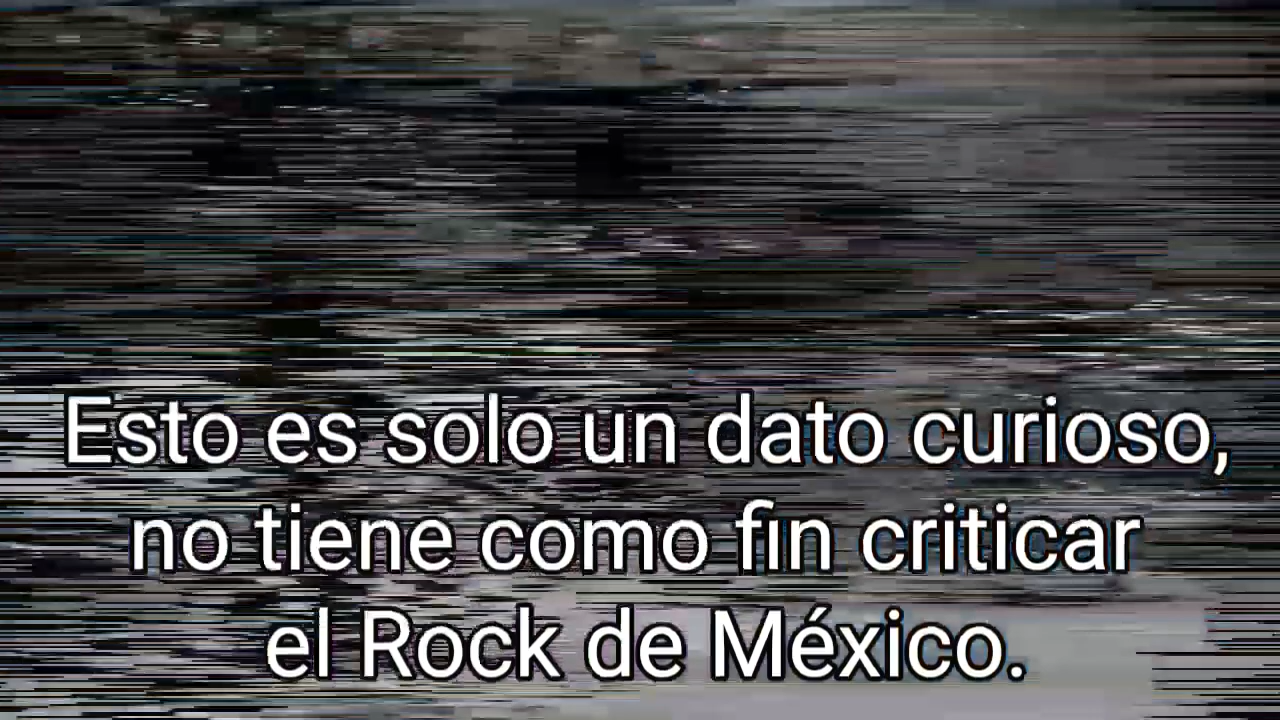 Esto es solo un dato curioso,
no tiene como fin criticar
el Rock de México.